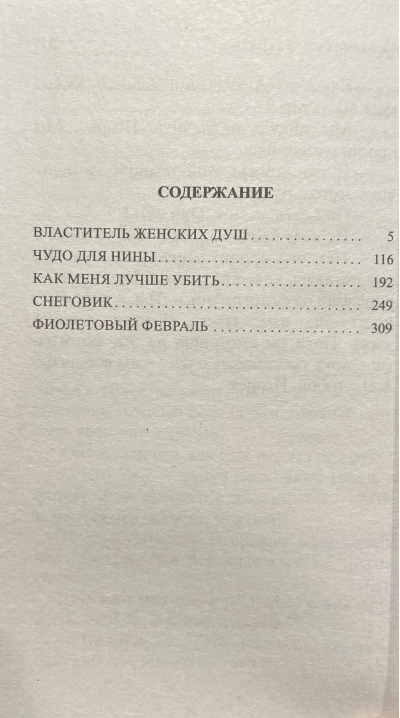 СОДЕРЖАНИЕ
ВЛАСТИТЕЛЬ ЖЕНСКИХ ДУШ................ 5
ЧУДО ДЛЯ НИНЫ............................. 116
КАК МЕНЯ ЛУЧШЕ УБИТЬ.................... 192
СНЕГОВИК................................... 249
ФИОЛЕТОВЫЙ ФЕВРАЛЬ ..................... 309